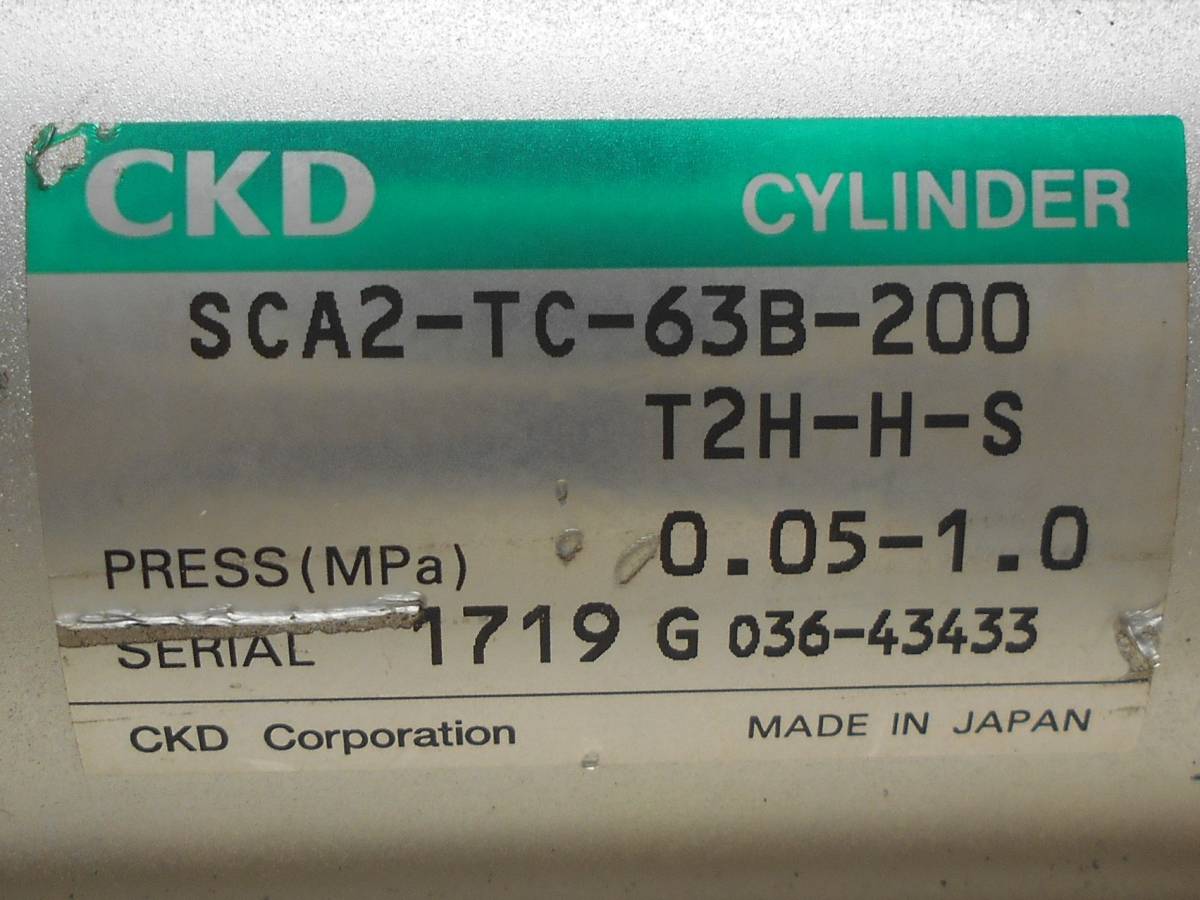 CKD CYLINDER
SCA2-TC-63B-200
T2H-H-S
PRESS(MPa) 0.05-1.0
SERIAL 1719 G 036-43433
CKD Corporation MADE IN JAPAN